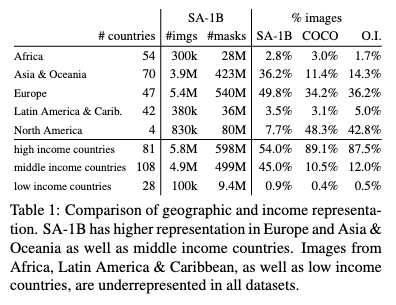 SA-1B % images
# countries #imgs #masks SA-1B COCO O.I.
Africa 54 300k 28M 2.8% 3.0% 1.7%
Asia & Oceania 70 3.9M 423M 36.2% 11.4% 14.3%
Europe 47 5.4M 540M 49.8% 34.2% 36.2%
Latin America & Carib. 42 380k 36M 3.5% 3.1% 5.0%
North America 4 830k 80M 7.7% 48.3% 42.8%
high income countries 81 5.8M 598M 54.0% 89.1% 87.5%
middle income countries 108 4.9M 499M 45.0% 10.5% 12.0%
low income countries 28 100k 9.4M 0.9% 0.4% 0.5%
Table 1: Comparison of geographic and income representa-
tion. SA-1B has higher representation in Europe and Asia &
Oceania as well as middle income countries. Images from
Africa, Latin America & Caribbean, as well as low income
countries, are underrepresented in all datasets.